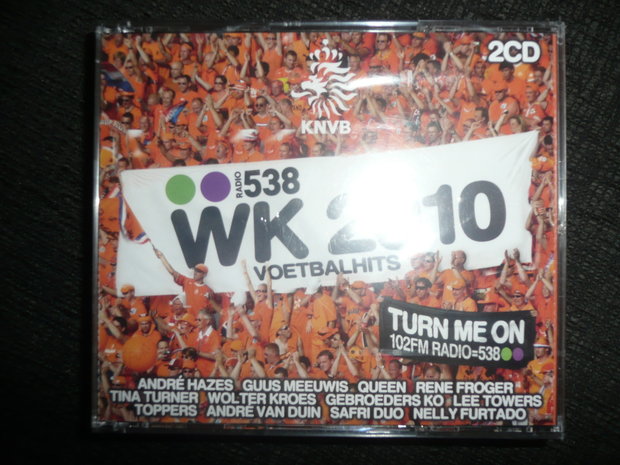 2CD
KNVB
RADIO 538
WK 2010
VOETBALHITS
TURN ME ON
102FM RADIO=538
ANDRÉ HAZES GUUS MEEUWIS QUEEN RENE FROGER
TINA TURNER WOLTER KROES GEBROEDERS KO LEE TOWERS
TOPPERS ANDRÉ VAN DUIN SAFRI DUO NELLY FURTADO